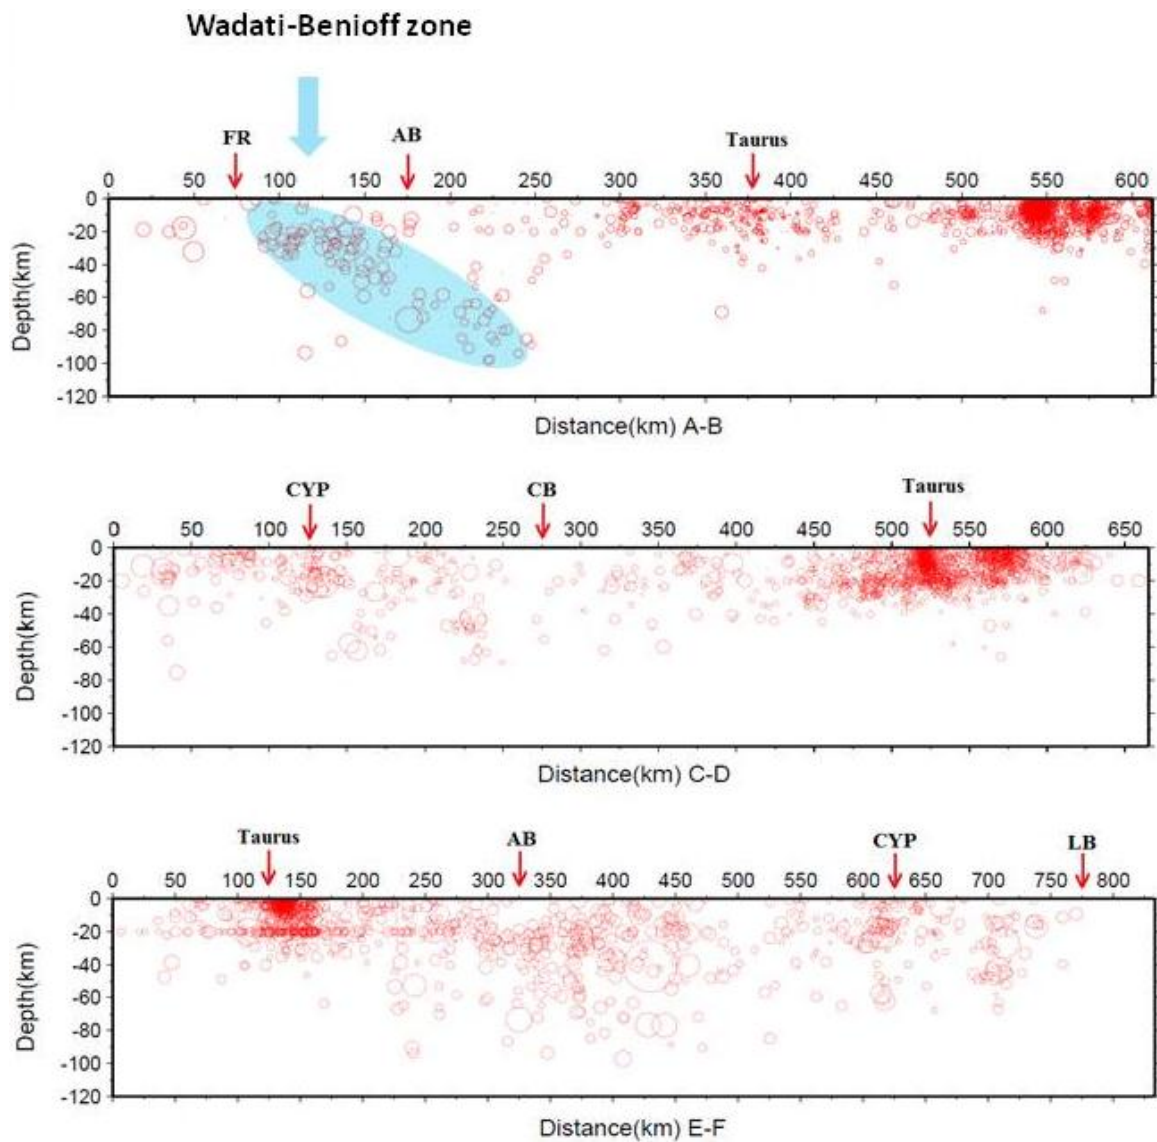 Wadati-Benioff zone
FR AB Taurus
0 50 100 150 200 250 300 350 400 450 500 550 600
0
-20
-40
-60
-80
-100
-120
Depth(km)
Distance(km) A-B
CYP CB Taurus
0 50 100 150 200 250 300 350 400 450 500 550 600 650
0
-20
-40
-60
-80
-100
-120
Depth(km)
Distance(km) C-D
Taurus AB CYP LB
0 50 100 150 200 250 300 350 400 450 500 550 600 650 700 750 800
0
-20
-40
-60
-80
-100
-120
Depth(km)
Distance(km) E-F